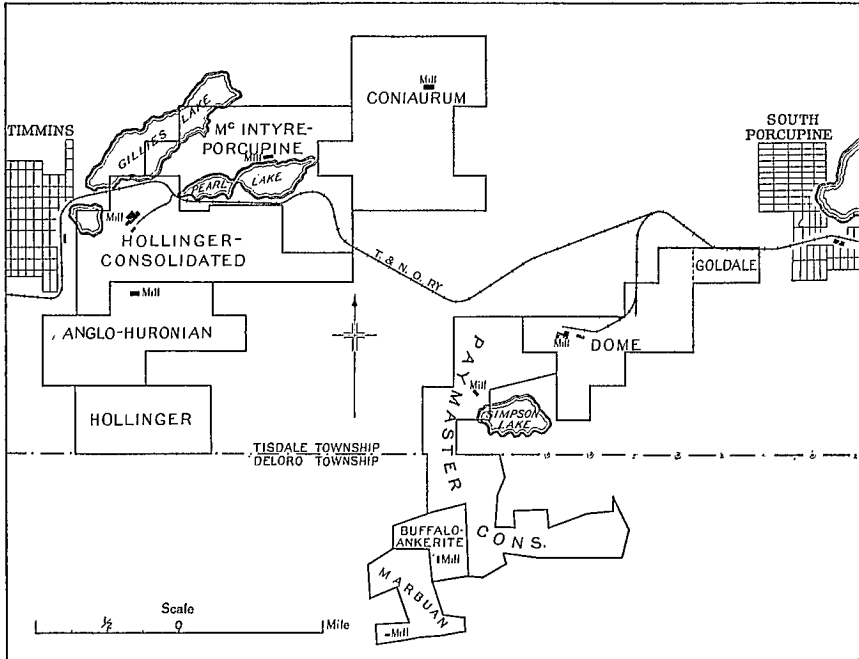 TIMMINS
GILLIES LAKE
Mc INTYRE-
PORCUPINE
Mill
PEARL LAKE
Mill
CONIAURUM
SOUTH
PORCUPINE
Mill
HOLLINGER-
CONSOLIDATED
T. & N. O. RY
GOLDALE
Mill
ANGLO-HURONIAN
HOLLINGER
PAYMASTER CONS.
Mill
DOME
Mill
SIMPSON
LAKE
TISDALE TOWNSHIP
DELORO TOWNSHIP
BUFFALO-
ANKERITE
Mill
MARBUAN
Mill
Scale
1/2 0 1 Mile